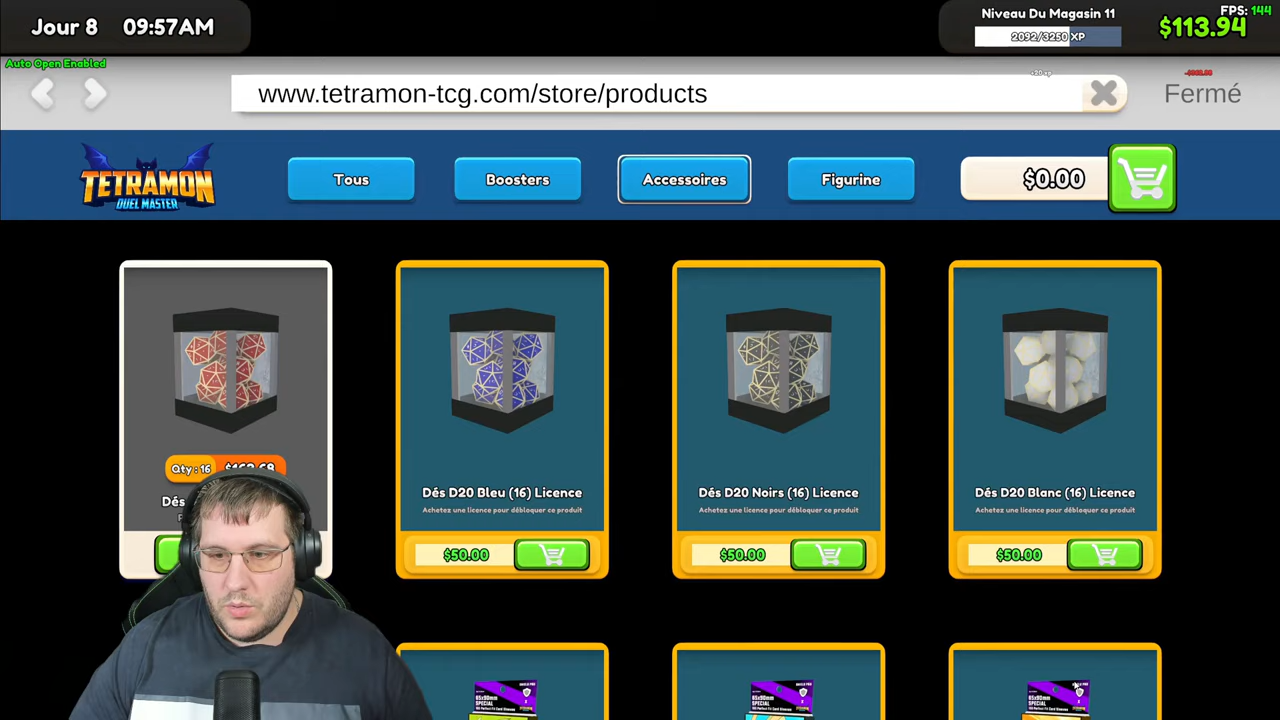 Jour 8 09:57AM
Niveau Du Magasin 11
2092/3250 XP
FPS: 144
$113.94
Auto Open Enabled
www.tetramon-tcg.com/store/products
Fermé
TETRAMON
DUEL MASTER
Tous
Boosters
Accessoires
Figurine
$0.00
Qty : 16
Dés
Dés D20 Bleu (16) Licence
Achetez une licence pour débloquer ce produit
$50.00
Dés D20 Noirs (16) Licence
Achetez une licence pour débloquer ce produit
$50.00
Dés D20 Blanc (16) Licence
Achetez une licence pour débloquer ce produit
$50.00
SPECIAL
SPECIAL
SPECIAL